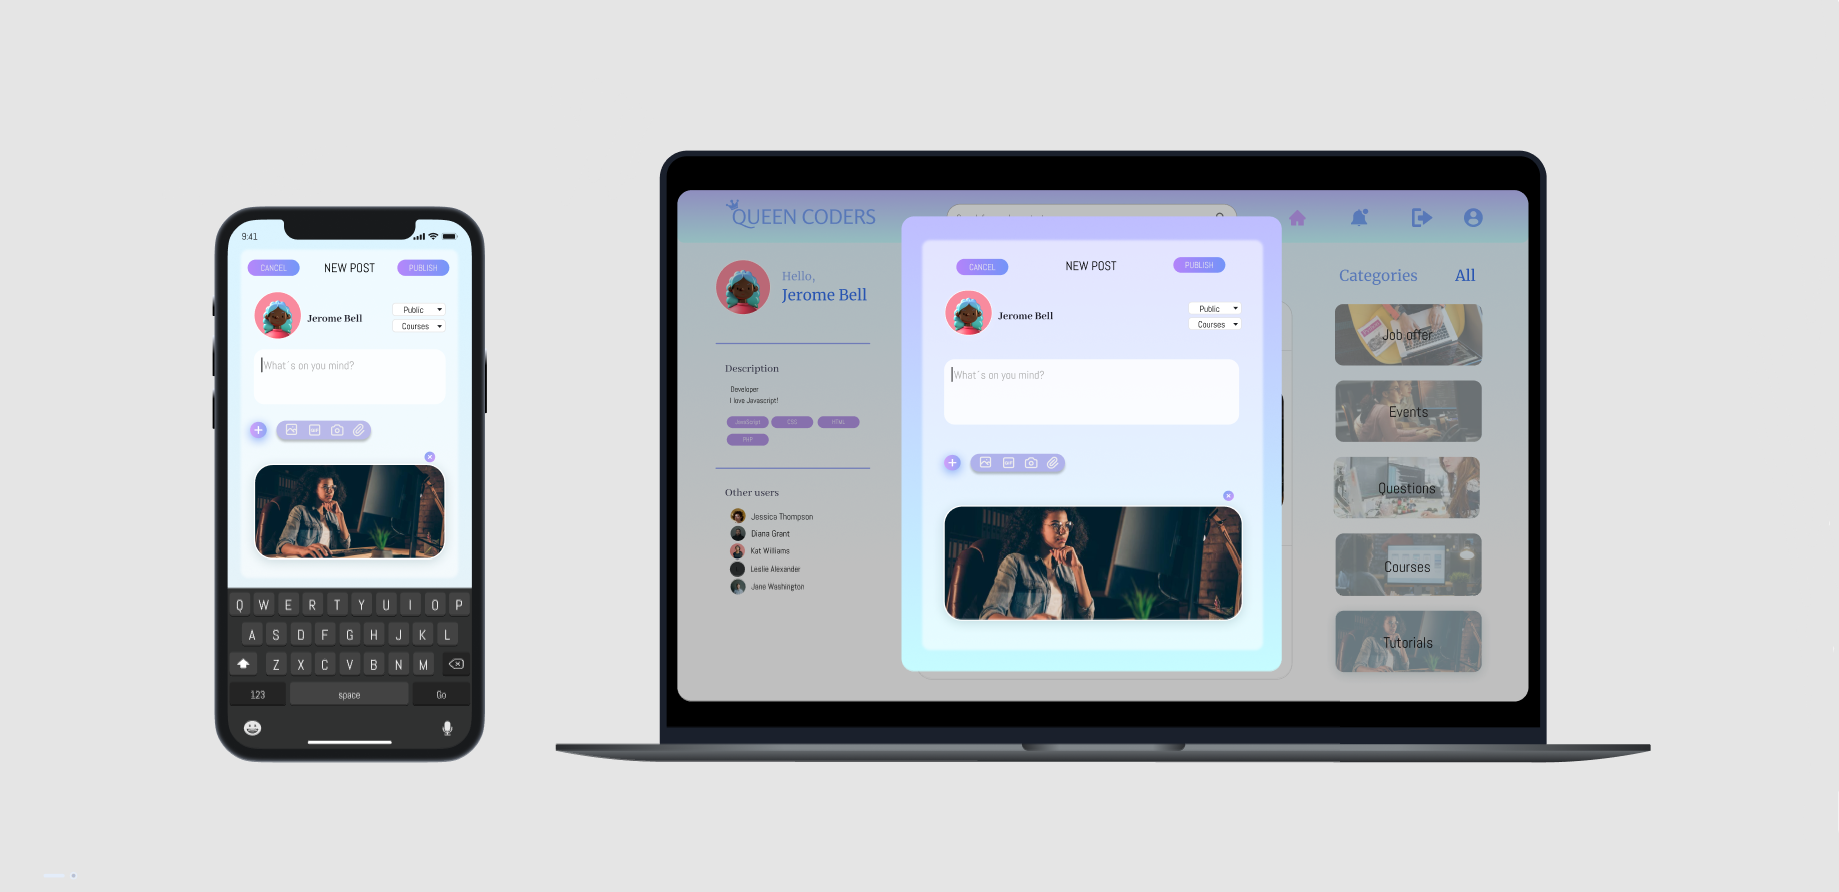 9:41
CANCEL
NEW POST
PUBLISH
Jerome Bell
Public
Courses
What´s on you mind?
GIF
Q W E R T Y U I O P
A S D F G H J K L
Z X C V B N M
123
space
Go
QUEEN CODERS
Hello,
Jerome Bell
Description
Developer
I love Javascript!
JavaScript
CSS
HTML
PHP
Other users
Jessica Thompson
Diana Grant
Kat Williams
Leslie Alexander
Jane Washington
CANCEL
NEW POST
PUBLISH
Jerome Bell
Public
Courses
What´s on you mind?
GIF
Categories
All
Job offer
Events
Questions
Courses
Tutorials